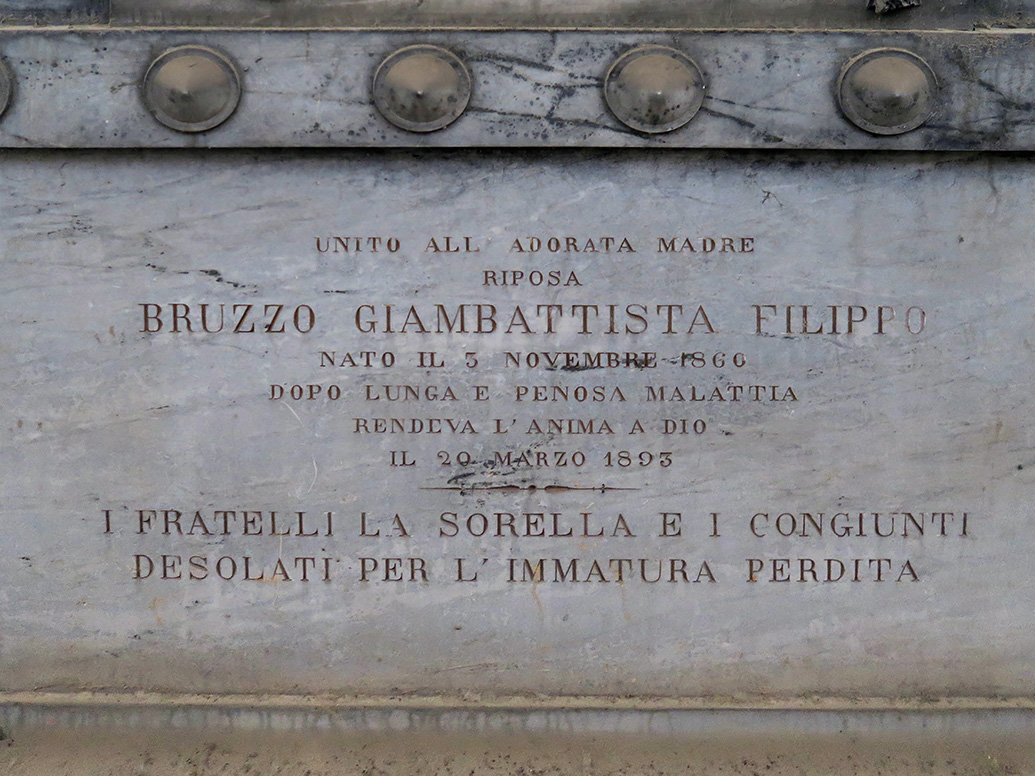 UNITO ALL' ADORATA MADRE
RIPOSA
BRUZZO GIAMBATTISTA FILIPPO
NATO IL 3 NOVEMBRE 1860
DOPO LUNGA E PENOSA MALATTIA
RENDEVA L'ANIMA A DIO
IL 20 MARZO 1893
I FRATELLI LA SORELLA E I CONGIUNTI
DESOLATI PER L'IMMATURA PERDITA